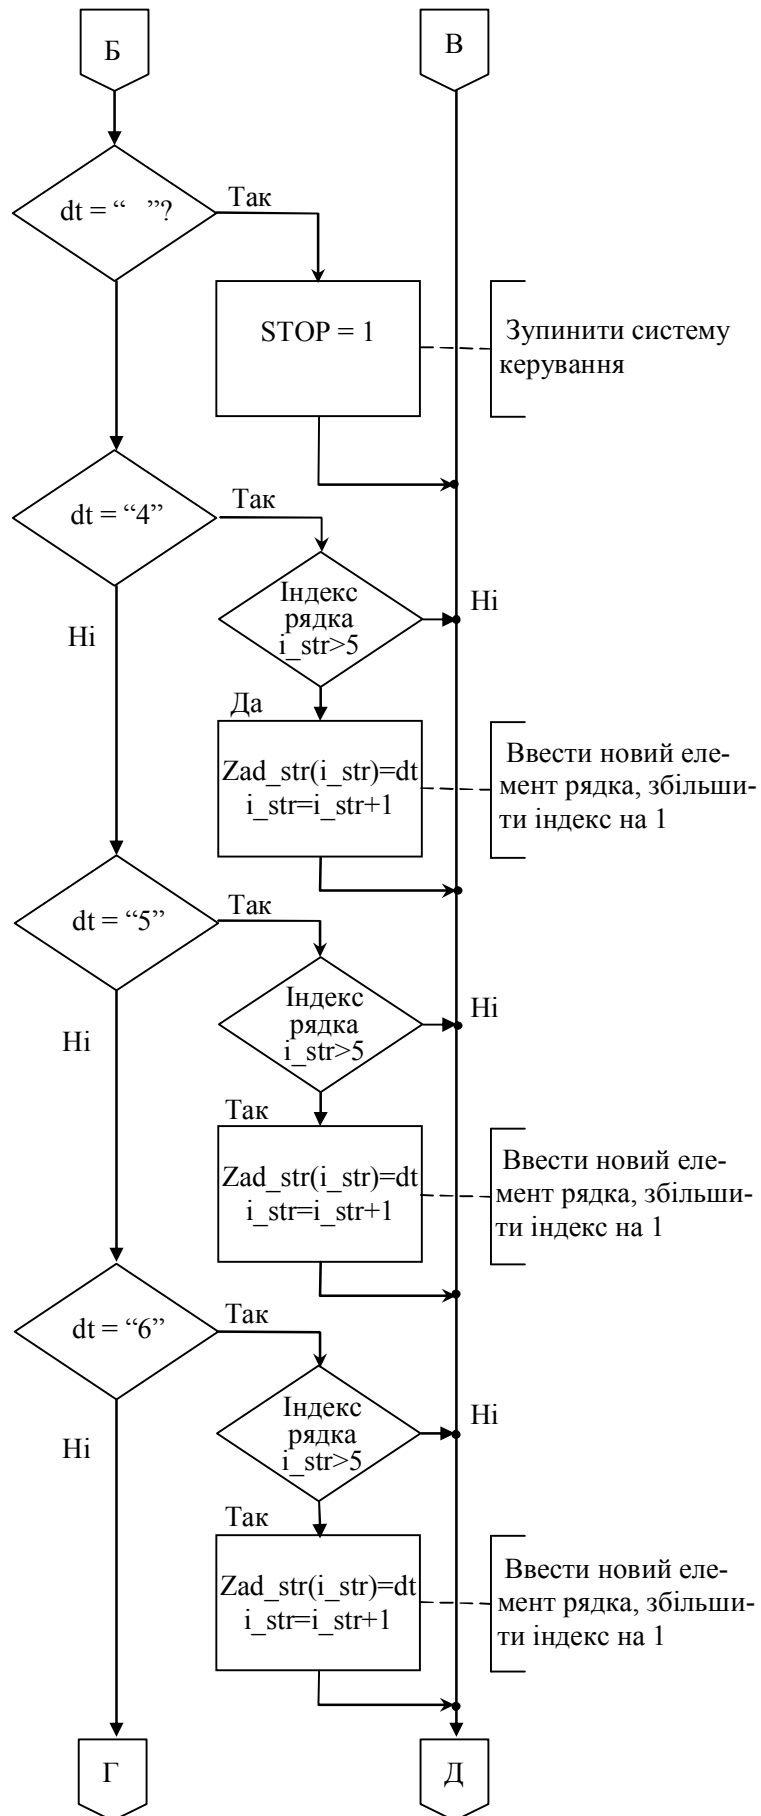 Б
В
dt = “ ”?
Так
STOP = 1
Зупинити систему
керування
dt = “4”
Так
Індекс
рядка
i_str>5
Ні
Ні
Да
Zad_str(i_str)=dt
i_str=i_str+1
Ввести новий еле-
мент рядка, збільши-
ти індекс на 1
dt = “5”
Так
Індекс
рядка
i_str>5
Ні
Ні
Так
Zad_str(i_str)=dt
i_str=i_str+1
Ввести новий еле-
мент рядка, збільши-
ти індекс на 1
dt = “6”
Так
Індекс
рядка
i_str>5
Ні
Ні
Так
Zad_str(i_str)=dt
i_str=i_str+1
Ввести новий еле-
мент рядка, збільши-
ти індекс на 1
Г
Д